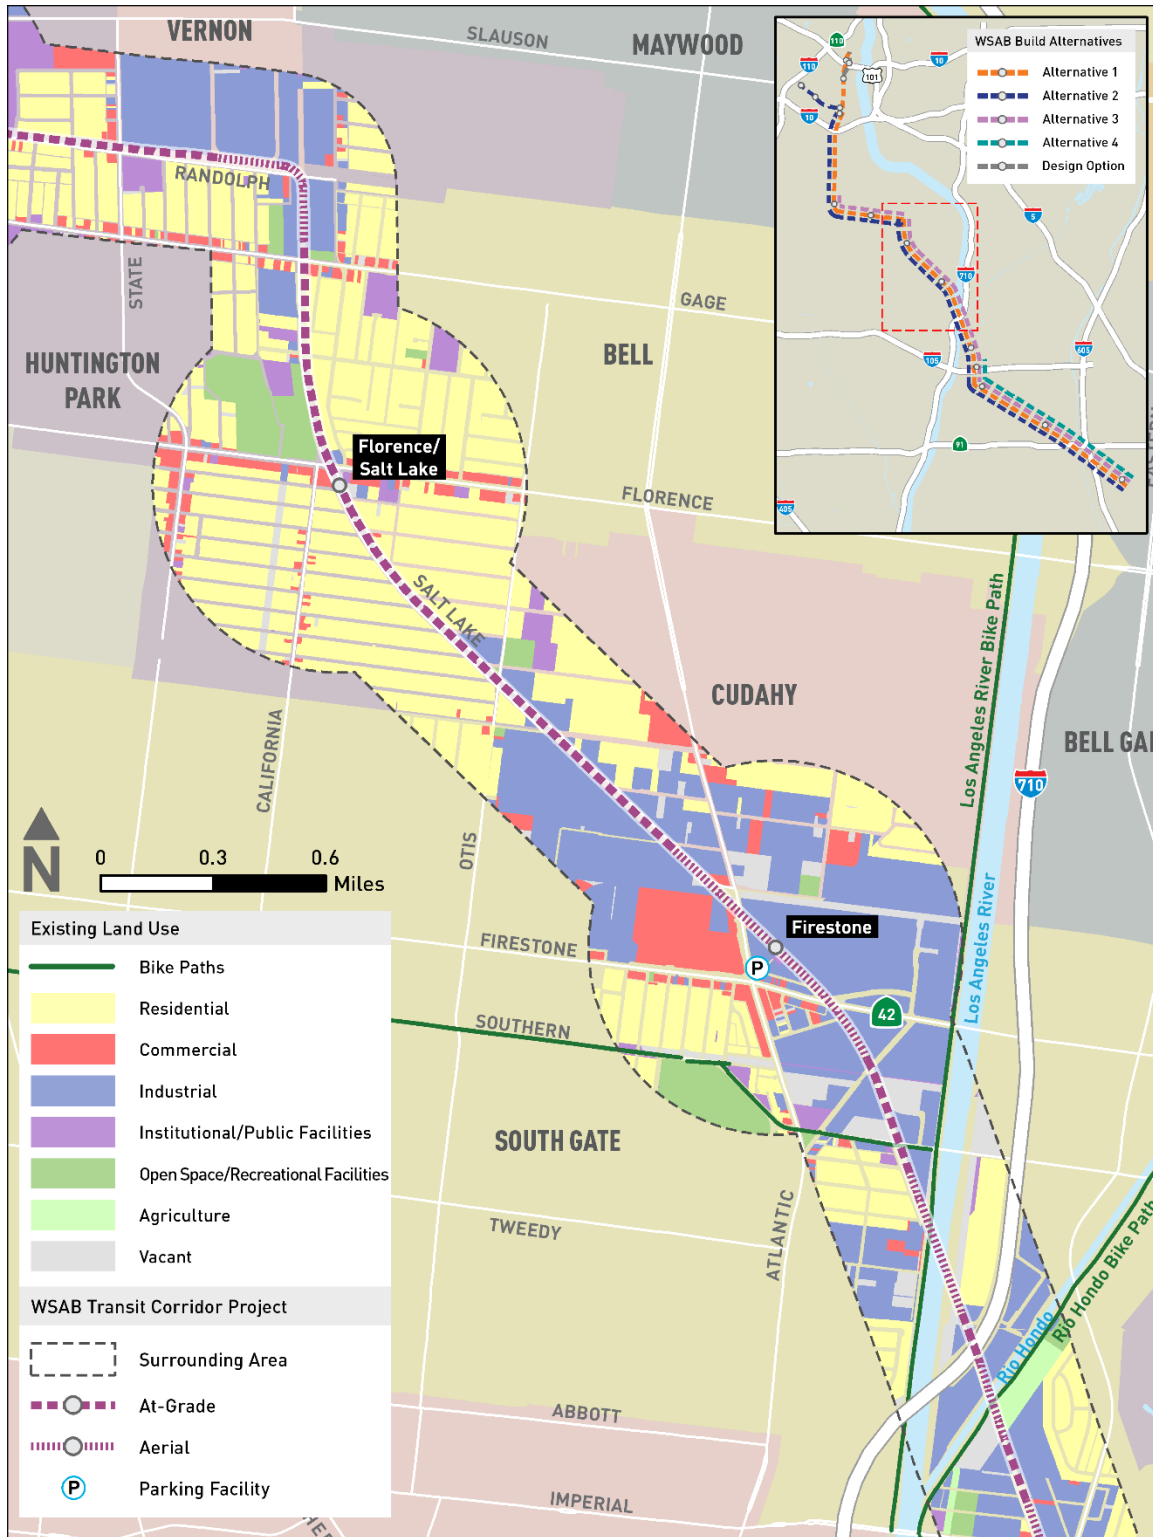 VERNON
SLAUSON
MAYWOOD
WSAB Build Alternatives
Alternative 1
Alternative 2
Alternative 3
Alternative 4
Design Option
110
10
110
101
10
5
710
105
605
91
405
RANDOLPH
STATE
GAGE
HUNTINGTON
PARK
BELL
Florence/
Salt Lake
FLORENCE
SALT LAKE
Los Angeles River Bike Path
CUDAHY
CALIFORNIA
BELL GA
710
N
0 0.3 0.6
Miles
OTIS
Existing Land Use
Bike Paths
Residential
Commercial
Industrial
Institutional/Public Facilities
Open Space/Recreational Facilities
Agriculture
Vacant
WSAB Transit Corridor Project
Surrounding Area
At-Grade
Aerial
P Parking Facility
Firestone
FIRESTONE
P
Los Angeles River
42
SOUTHERN
SOUTH GATE
ATLANTIC
TWEEDY
Rio Hondo Bike Path
Rio Hondo
ABBOTT
IMPERIAL